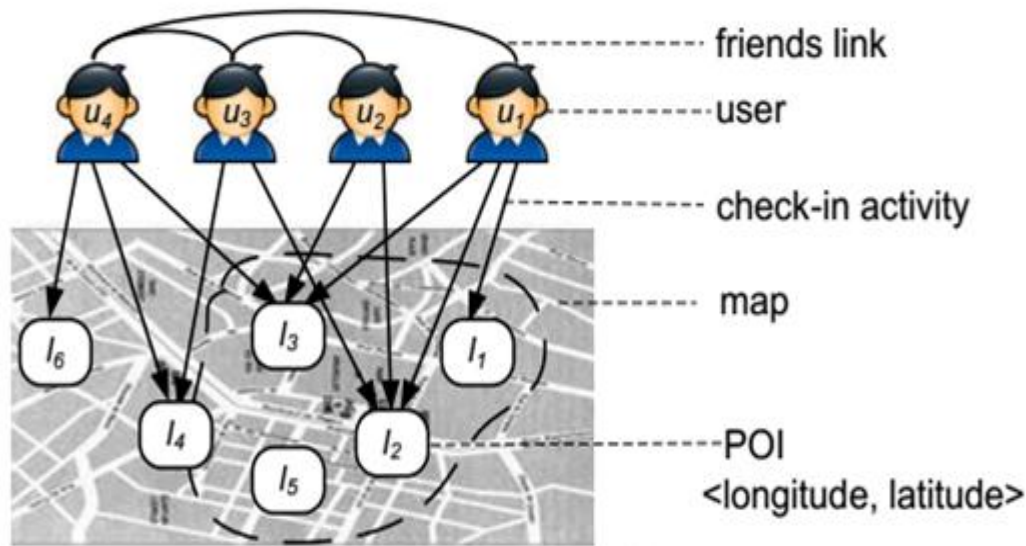 friends link
u4 u3 u2 u1 user
check-in activity
map
l3 l1
l6
l4 l2 POI
l5
<longitude, latitude>